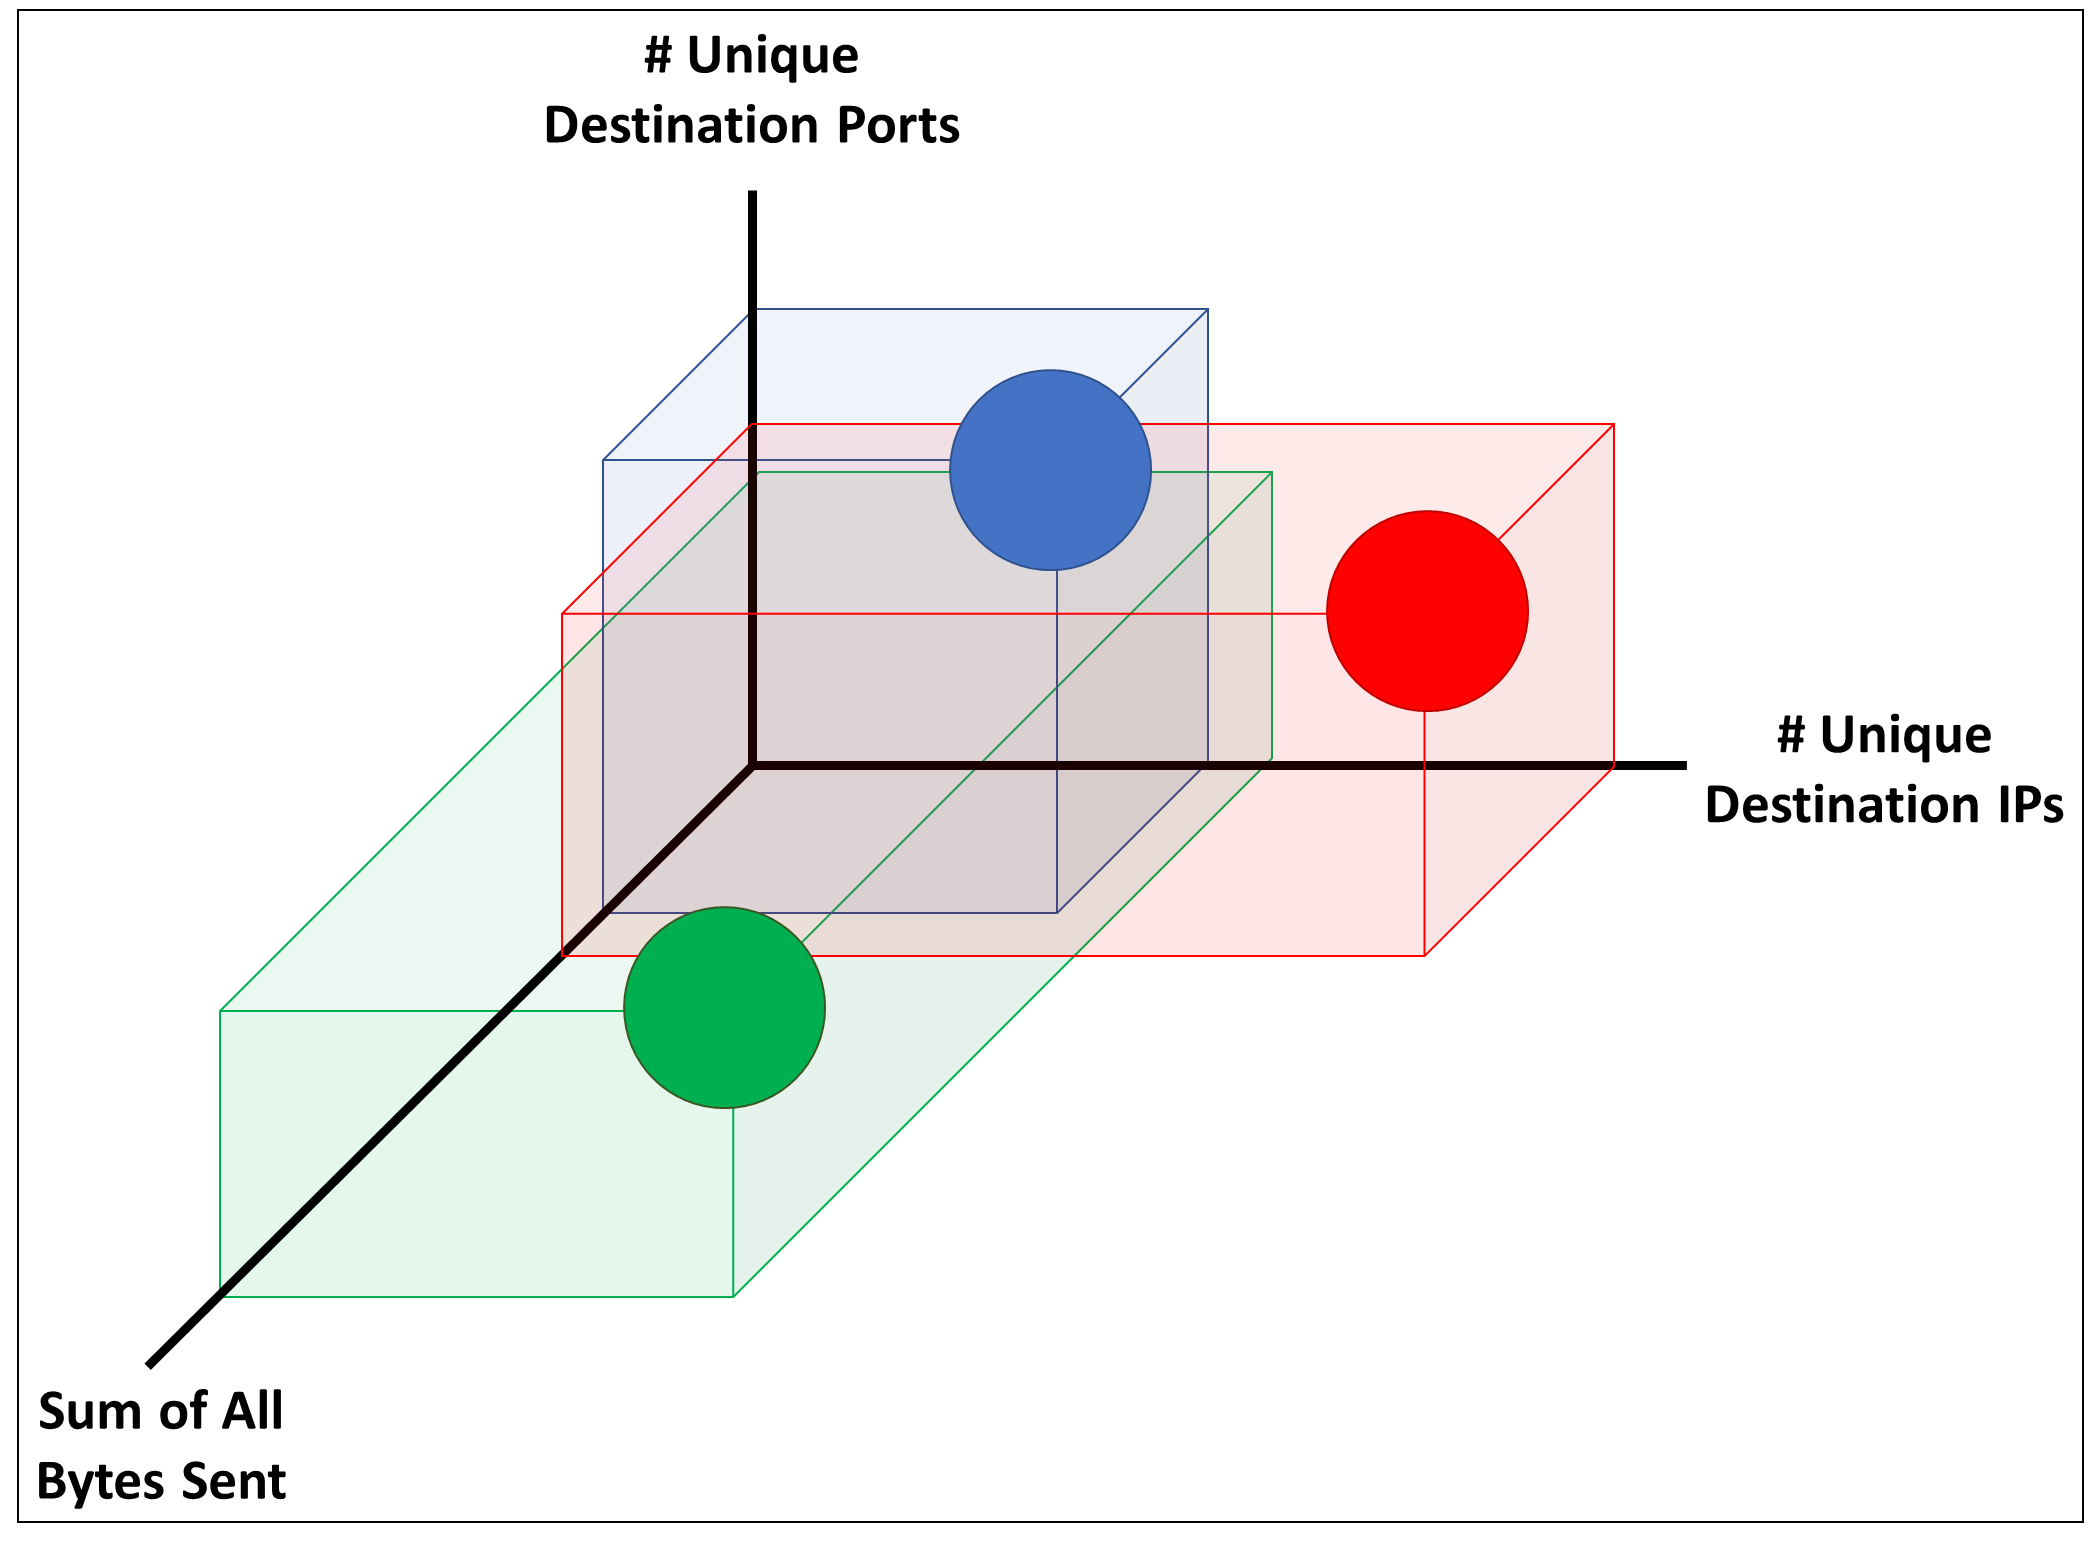 # Unique
Destination Ports
# Unique
Destination IPs
Sum of All
Bytes Sent